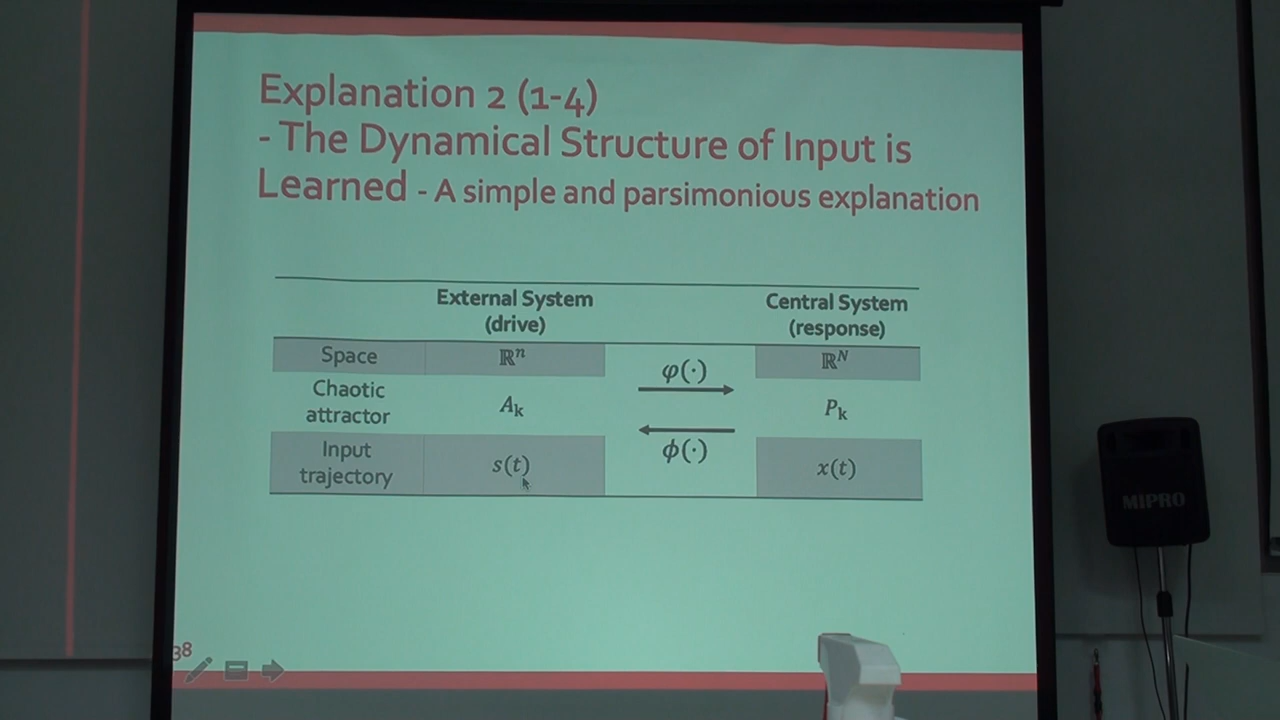 Explanation 2 (1-4)
- The Dynamical Structure of Input is
Learned - A simple and parsimonious explanation
External System
(drive)
Central System
(response)
Space
ℝⁿ
φ(·)
ℝᴺ
Chaotic
attractor
Aₖ
Pₖ
Input
trajectory
s(t)
ϕ(·)
x(t)
38
MIPRO